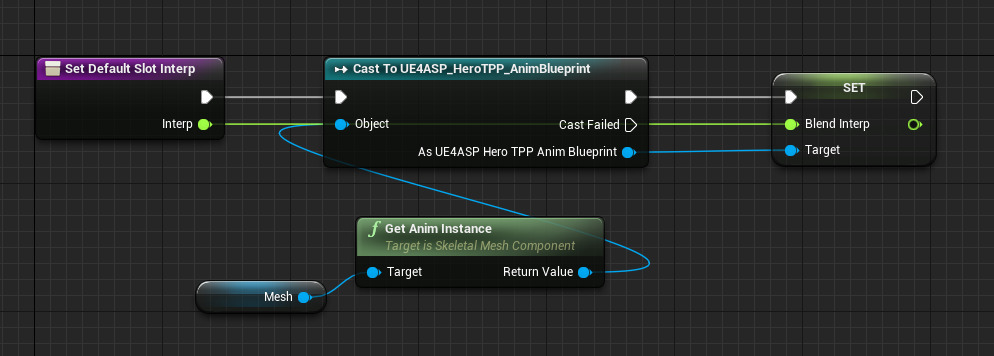 Set Default Slot Interp
Interp
Cast To UE4ASP_HeroTPP_AnimBlueprint
Object
Cast Failed
As UE4ASP Hero TPP Anim Blueprint
SET
Blend Interp
Target
f Get Anim Instance
Target is Skeletal Mesh Component
Target
Return Value
Mesh